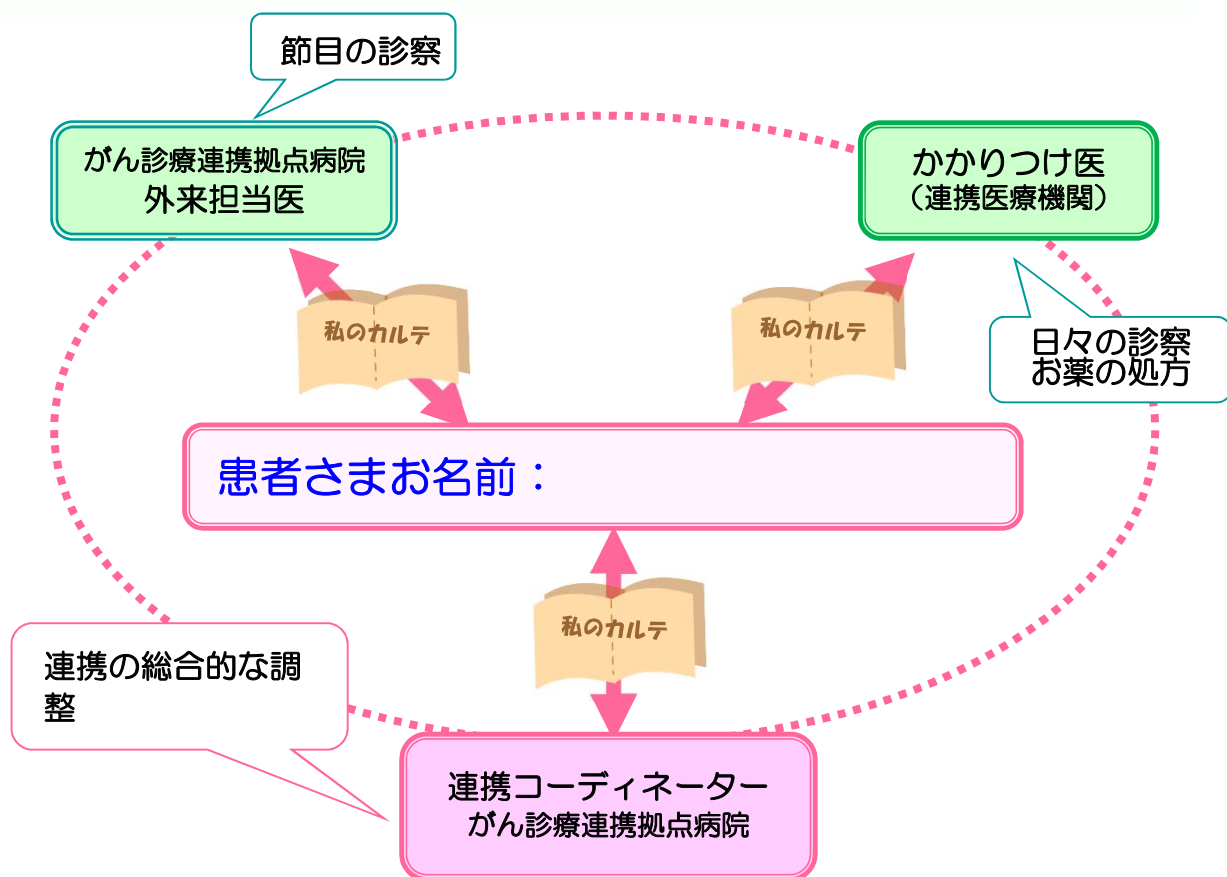 節目の診察
がん診療連携拠点病院
外来担当医
かかりつけ医
（連携医療機関）
私のカルテ
私のカルテ
日々の診察
お薬の処方
患者さまお名前：
私のカルテ
連携の総合的な調
整
連携コーディネーター
がん診療連携拠点病院